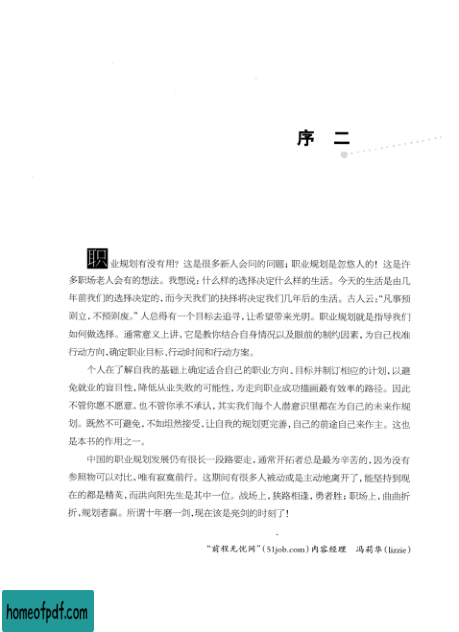 序 二
职业规划有没有用？这是很多新人会问的问题；职业规划是忽悠人的！这是许
多职场老人会有的想法。我想说：什么样的选择决定什么样的生活。今天的生活是由几
年前我们的选择决定的，而今天我们的抉择将决定我们几年后的生活。古人云：“凡事预
则立，不预则废。”人总得有一个目标去追寻，让希望带来光明。职业规划就是指导我们
如何做选择。通常意义上讲，它是教你结合自身情况以及眼前的制约因素，为自己找准
行动方向，确定职业目标、行动时间和行动方案。
个人在了解自我的基础上确定适合自己的职业方向、目标并制订相应的计划，以避
免就业的盲目性，降低从业失败的可能性，为走向职业成功描画最有效率的路径。因此
不管你愿不愿意，也不管你承不承认，其实我们每个人潜意识里都在为自己的未来作规
划。既然不可避免，不如坦然接受，让自我的规划更完善，自己的前途自己来作主。这也
是本书的作用之一。
中国的职业规划发展仍有很长一段路要走，通常开拓者总是最为辛苦的，因为没有
参照物可以对比，唯有寂寞前行。这期间有很多人被动或是主动地离开了，能坚持到现
在的都是精英，而洪向阳先生是其中一位。战场上，狭路相逢，勇者胜；职场上，曲曲折
折，规划者赢。所谓十年磨一剑，现在该是亮剑的时刻了！
“前程无忧网”(51job.com)内容经理 冯莉华(lizzie)
homeofpdf.com